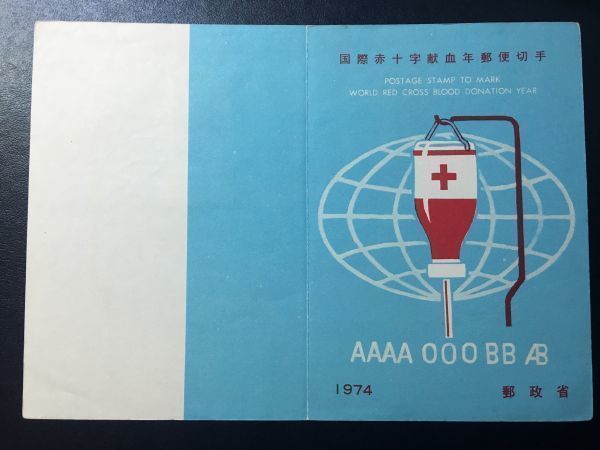 国際赤十字献血年郵便切手
POSTAGE STAMP TO MARK
WORLD RED CROSS BLOOD DONATION YEAR
AAAA OOO BB AB
1974 郵政省